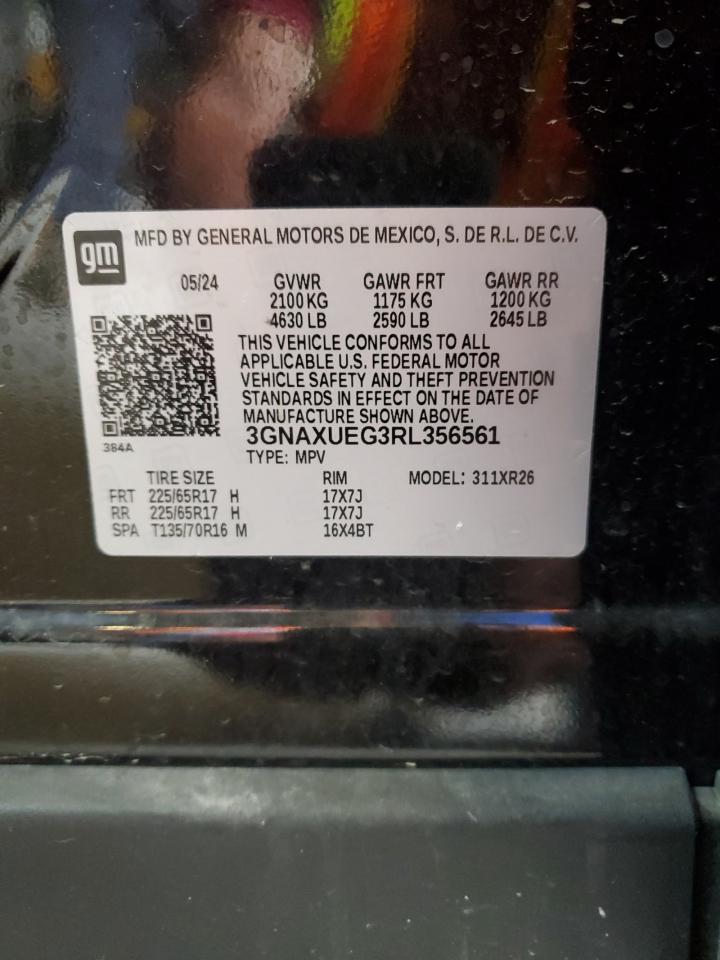 gm
MFD BY GENERAL MOTORS DE MEXICO, S. DE R.L. DE C.V.
05/24 GVWR GAWR FRT GAWR RR
2100 KG 1175 KG 1200 KG
4630 LB 2590 LB 2645 LB
THIS VEHICLE CONFORMS TO ALL
APPLICABLE U.S. FEDERAL MOTOR
VEHICLE SAFETY AND THEFT PREVENTION
STANDARDS IN EFFECT ON THE DATE OF
MANUFACTURE SHOWN ABOVE.
3GNAXUEG3RL356561
384A
TYPE: MPV
TIRE SIZE RIM MODEL: 311XR26
FRT 225/65R17 H 17X7J
RR 225/65R17 H 17X7J
SPA T135/70R16 M 16X4BT